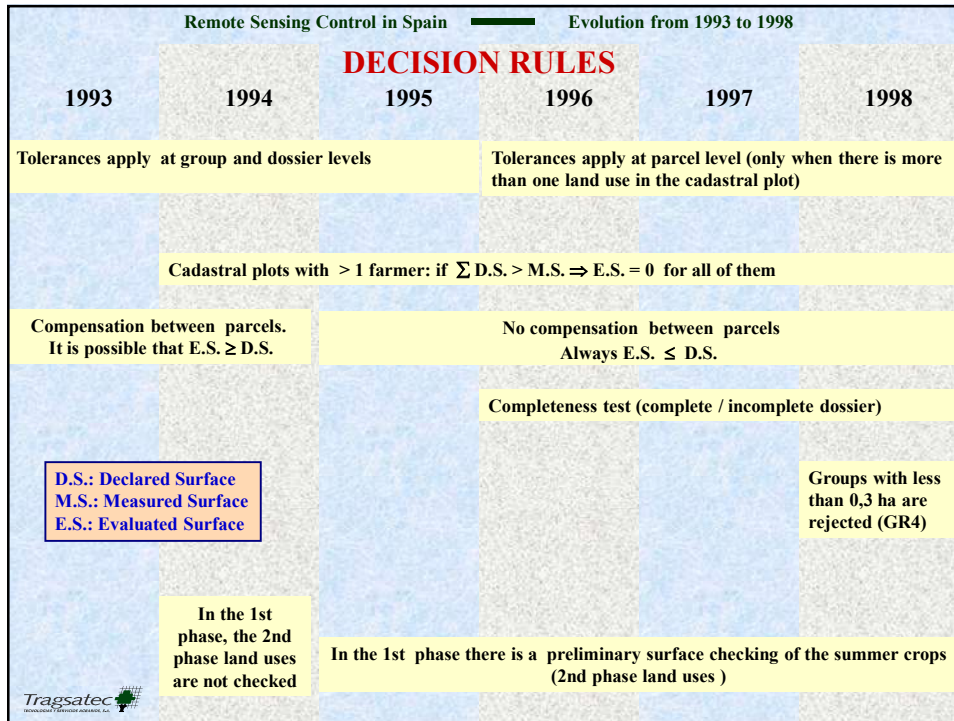 Remote Sensing Control in Spain Evolution from 1993 to 1998
DECISION RULES
1993 1994 1995 1996 1997 1998
Tolerances apply at group and dossier levels
Tolerances apply at parcel level (only when there is more
than one land use in the cadastral plot)
Cadastral plots with > 1 farmer: if ∑ D.S. > M.S. ⇒ E.S. = 0 for all of them
Compensation between parcels.
It is possible that E.S. ≥ D.S.
No compensation between parcels
Always E.S. ≤ D.S.
Completeness test (complete / incomplete dossier)
D.S.: Declared Surface
M.S.: Measured Surface
E.S.: Evaluated Surface
Groups with less
than 0,3 ha are
rejected (GR4)
In the 1st
phase, the 2nd
phase land uses
are not checked
In the 1st phase there is a preliminary surface checking of the summer crops
(2nd phase land uses )
Tragsatec
TECNOLOGÍAS Y SERVICIOS AGRARIOS, S.A.